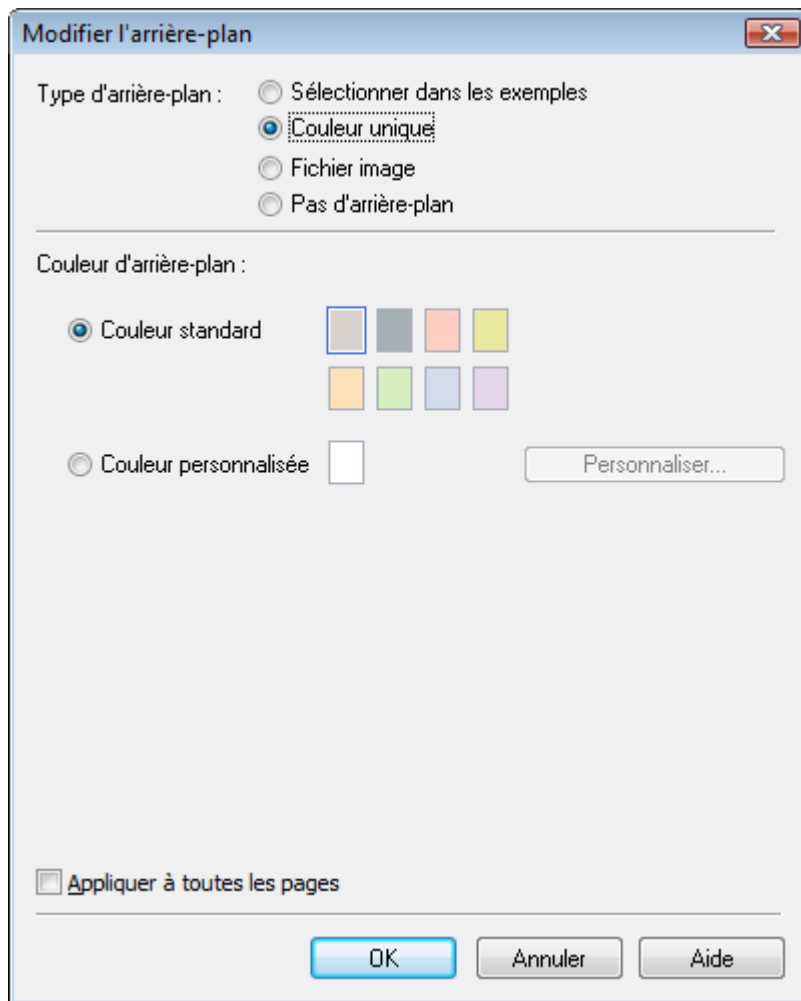 Modifier l'arrière-plan
Type d'arrière-plan :
Sélectionner dans les exemples
Couleur unique
Fichier image
Pas d'arrière-plan
Couleur d'arrière-plan :
Couleur standard
Couleur personnalisée
Personnaliser...
Appliquer à toutes les pages
OK
Annuler
Aide